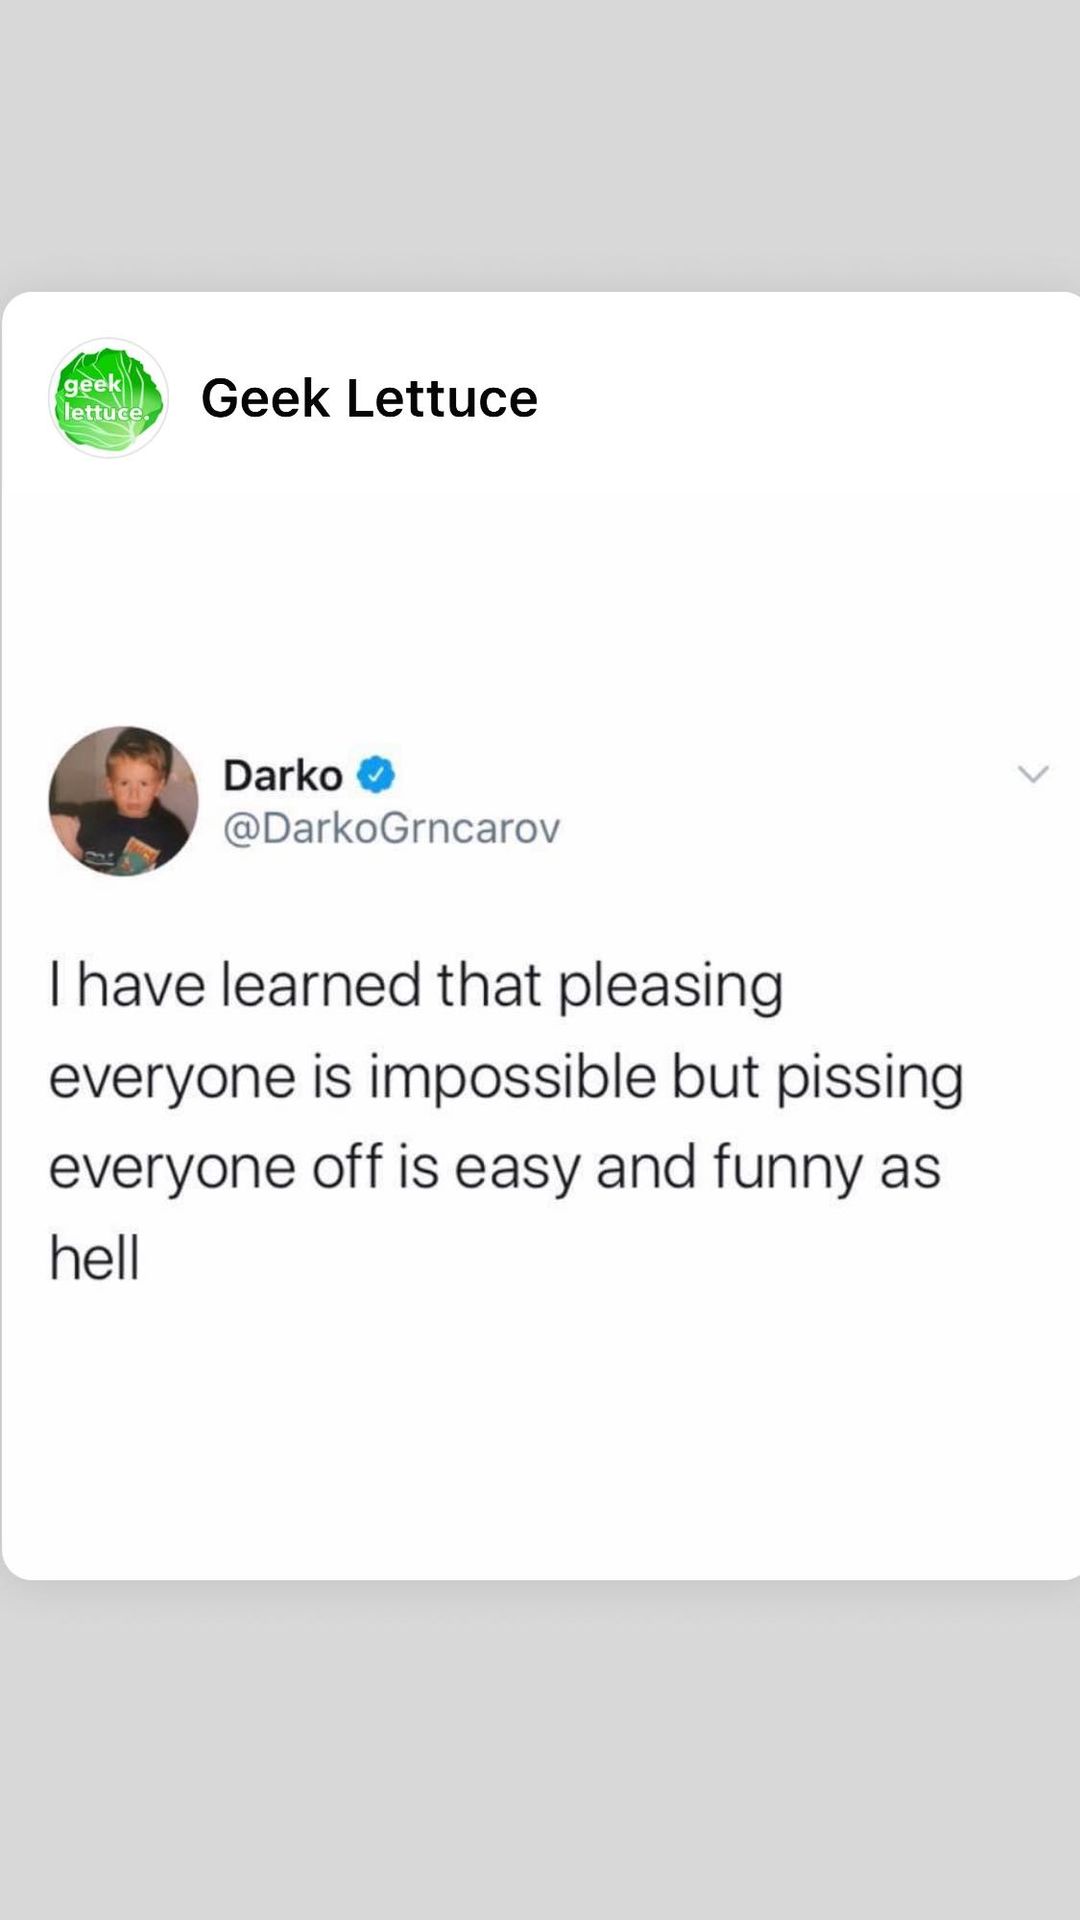 geek
lettuce.
Geek Lettuce
Darko
@DarkoGrncarov
I have learned that pleasing
everyone is impossible but pissing
everyone off is easy and funny as
hell